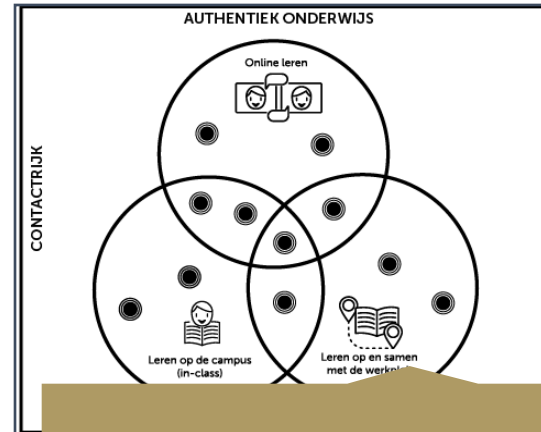 AUTHENTIEK ONDERWIJS
Online leren
CONTACTRIJK
Leren op de campus
(in-class)
Leren op en samen
met de